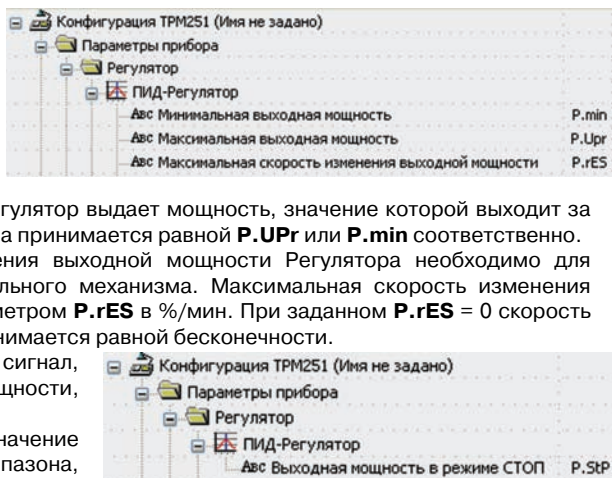 Конфигурация ТРМ251 (Имя не задано)
Параметры прибора
Регулятор
ПИД-Регулятор
Авс Минимальная выходная мощность P.min
Авс Максимальная выходная мощность P.Upr
Авс Максимальная скорость изменения выходной мощности P.rES
гулятор выдает мощность, значение которой выходит за
а принимается равной P.UPr или P.min соответственно.
ения выходной мощности Регулятора необходимо для
льного механизма. Максимальная скорость изменения
метром P.rES в %/мин. При заданном P.rES = 0 скорость
нимается равной бесконечности.
сигнал,
щности,
начение
пазона,
Конфигурация ТРМ251 (Имя не задано)
Параметры прибора
Регулятор
ПИД-Регулятор
Авс Выходная мощность в режиме СТОП P.StP